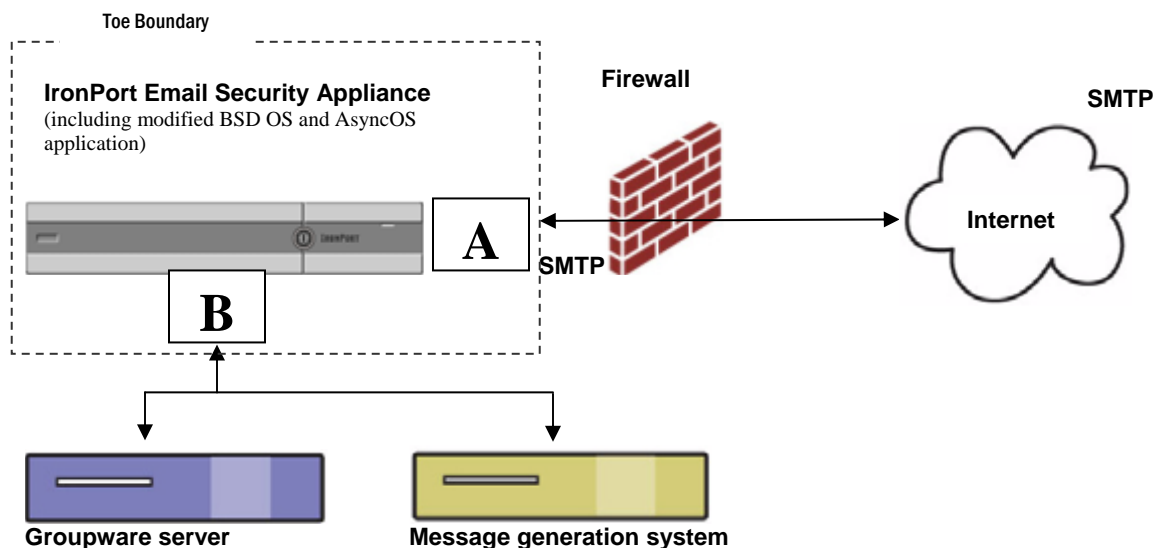 Toe Boundary
IronPort Email Security Appliance
(including modified BSD OS and AsyncOS
application)
Firewall
SMTP
IRONPORT
A
SMTP
Internet
B
Groupware server
Message generation system